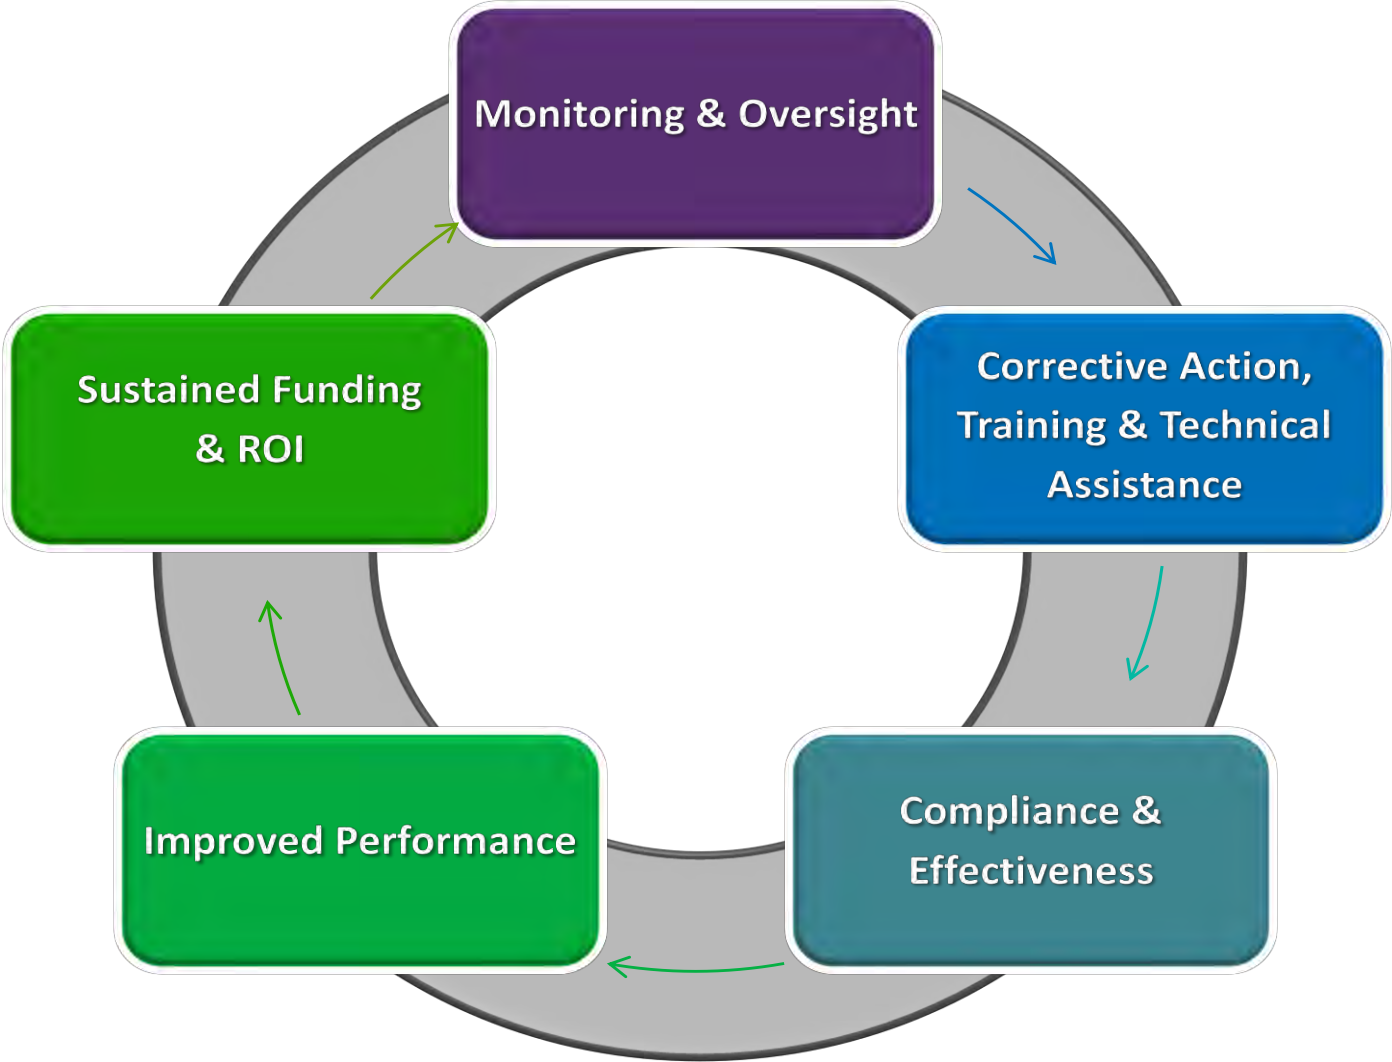 Monitoring & Oversight
Corrective Action,
Training & Technical
Assistance
Compliance &
Effectiveness
Improved Performance
Sustained Funding
& ROI